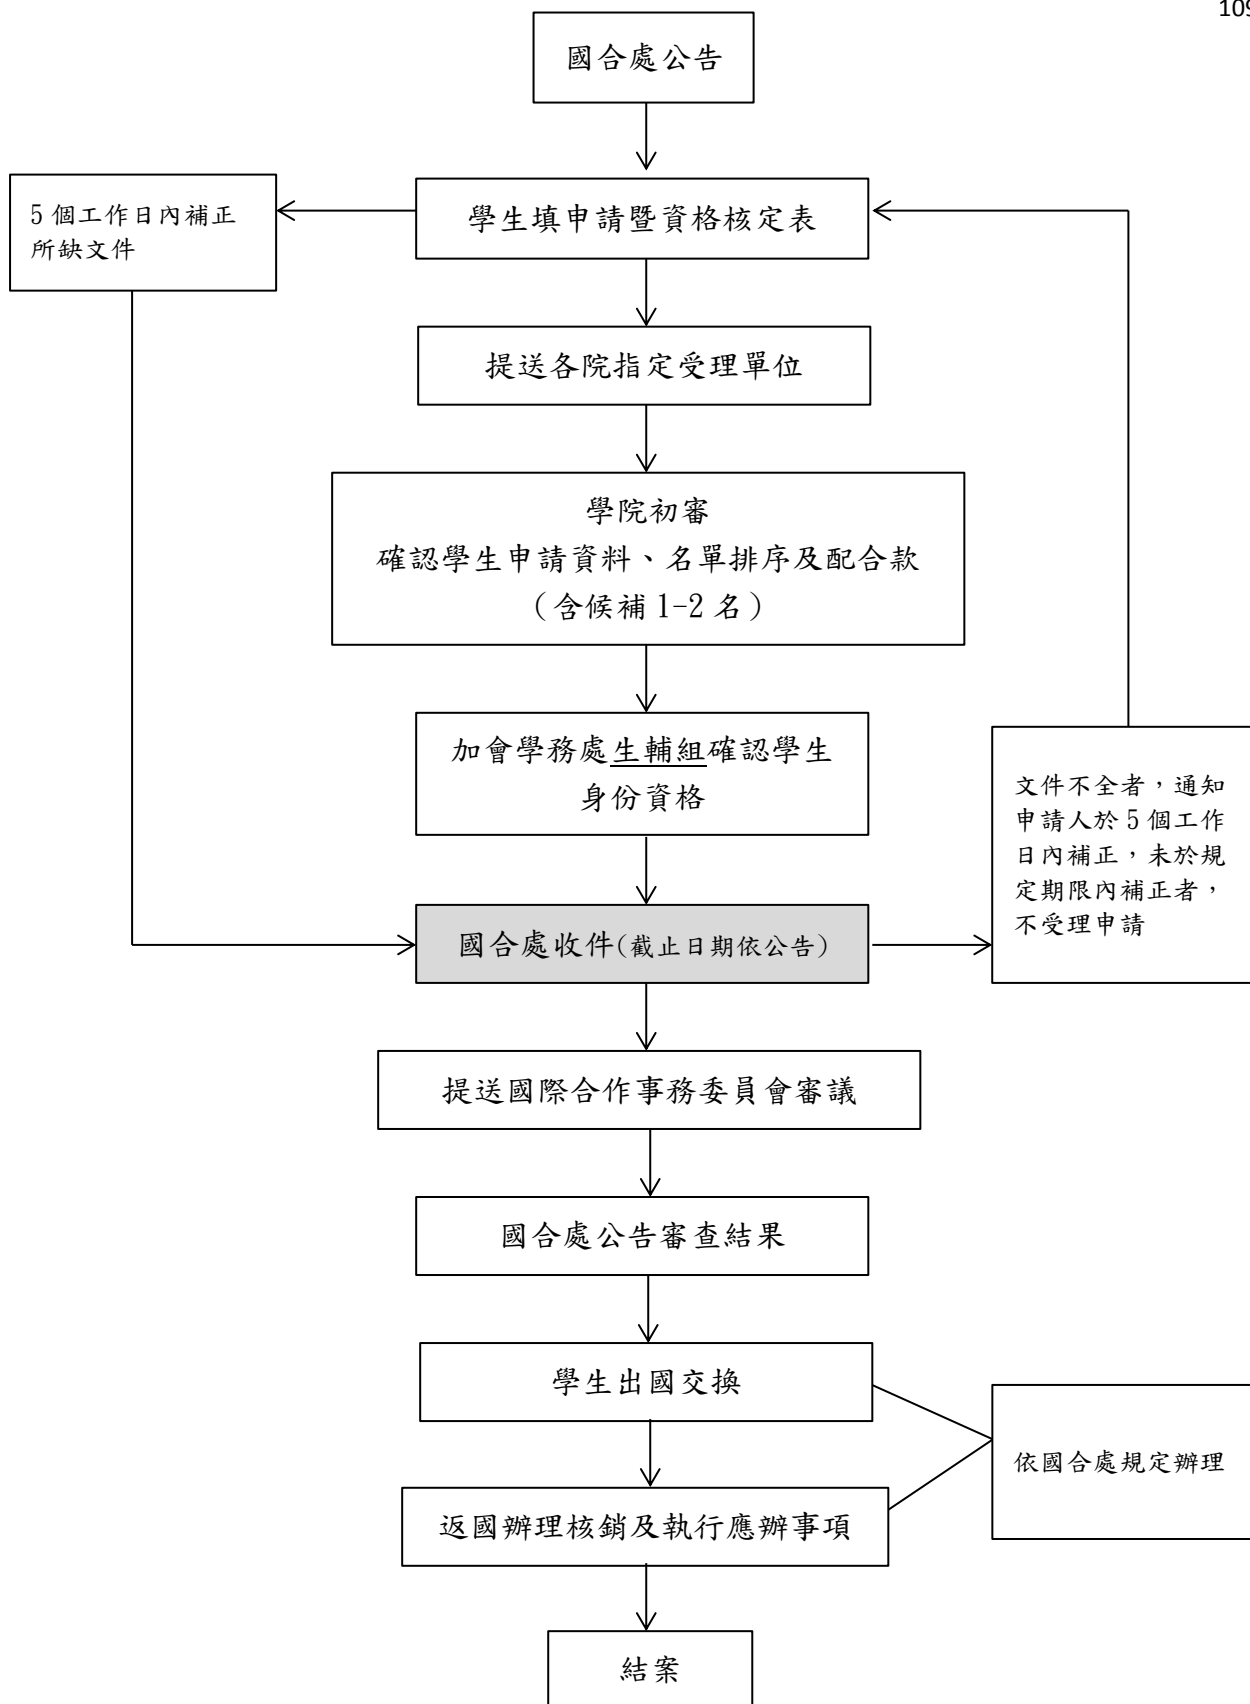 109
國合處公告
5 個工作日內補正
所缺文件
學生填申請暨資格核定表
提送各院指定受理單位
學院初審
確認學生申請資料、名單排序及配合款
（含候補 1-2 名）
加會學務處生輔組確認學生
身份資格
文件不全者，通知
申請人於 5 個工作
日內補正，未於規
定期限內補正者，
不受理申請
國合處收件(截止日期依公告)
提送國際合作事務委員會審議
國合處公告審查結果
學生出國交換
依國合處規定辦理
返國辦理核銷及執行應辦事項
結案